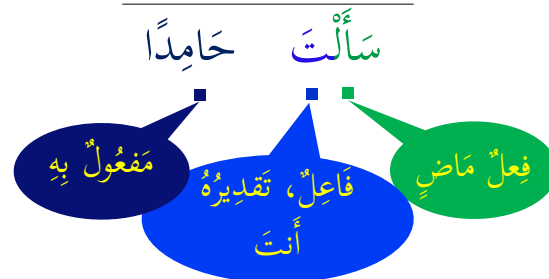 سَأَلْتَ حَامِدًا
فِعلٌ مَاضٍ
فَاعِلٌ، تَقدِيرُهُ
أَنتَ
مَفعُولٌ بِهِ